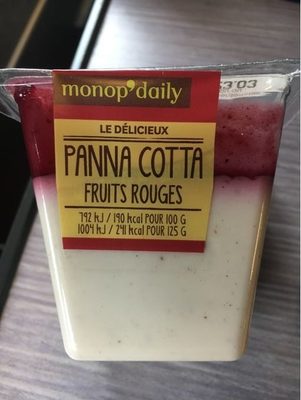 monop'daily
LE DÉLICIEUX
PANNA COTTA
FRUITS ROUGES
792 kJ / 190 kcal POUR 100 G
1004 kJ / 241 kcal POUR 125 G